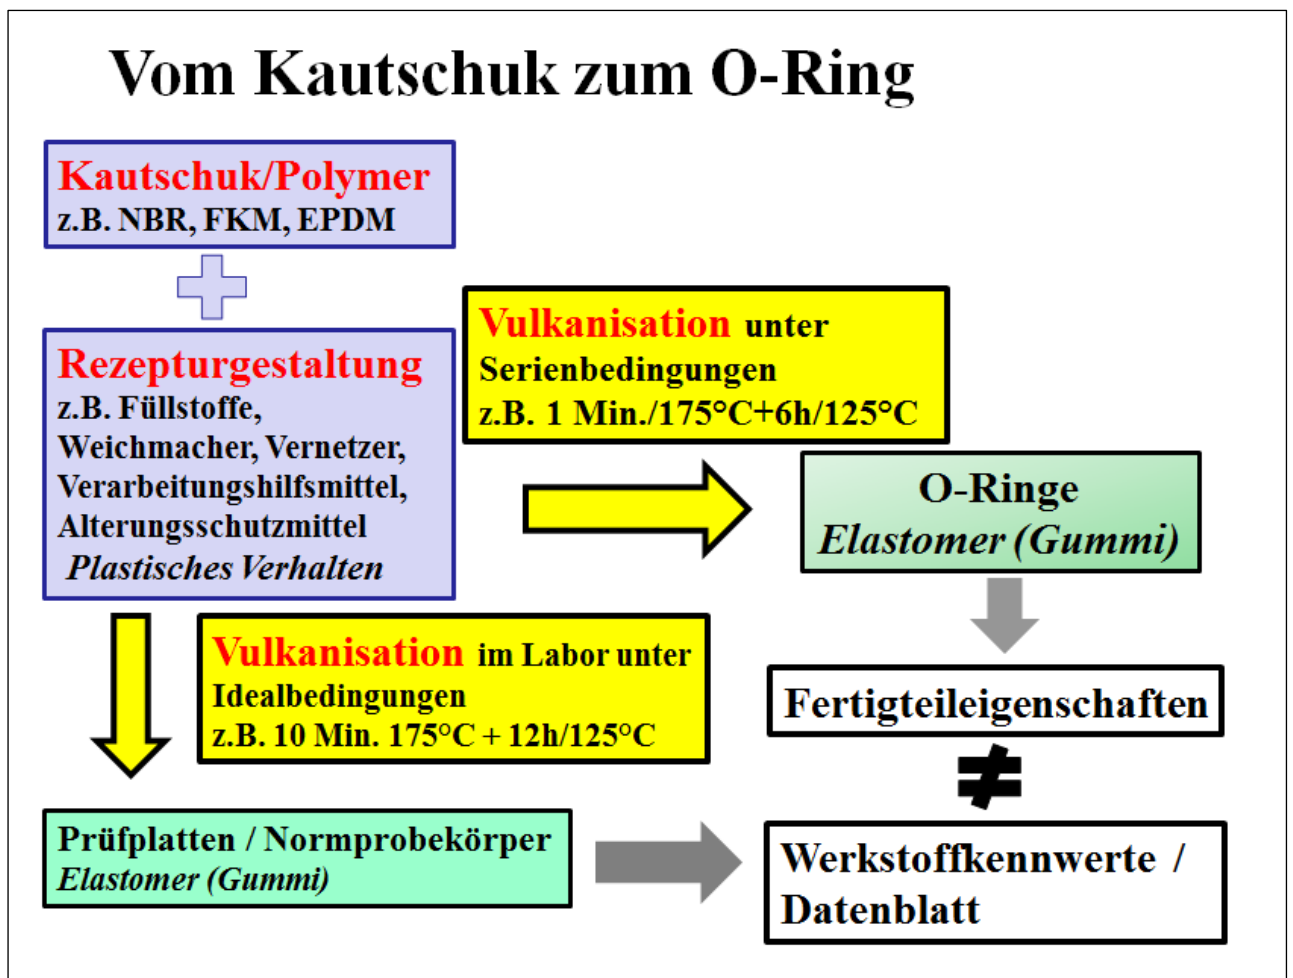 Vom Kautschuk zum O-Ring
Kautschuk/Polymer
z.B. NBR, FKM, EPDM
Rezepturgestaltung
z.B. Füllstoffe,
Weichmacher, Vernetzer,
Verarbeitungshilfsmittel,
Alterungsschutzmittel
Plastisches Verhalten
Vulkanisation unter
Serienbedingungen
z.B. 1 Min./175°C+6h/125°C
O-Ringe
Elastomer (Gummi)
Vulkanisation im Labor unter
Idealbedingungen
z.B. 10 Min. 175°C + 12h/125°C
Fertigteileigenschaften
≠
Prüfplatten / Normprobekörper
Elastomer (Gummi)
Werkstoffkennwerte /
Datenblatt